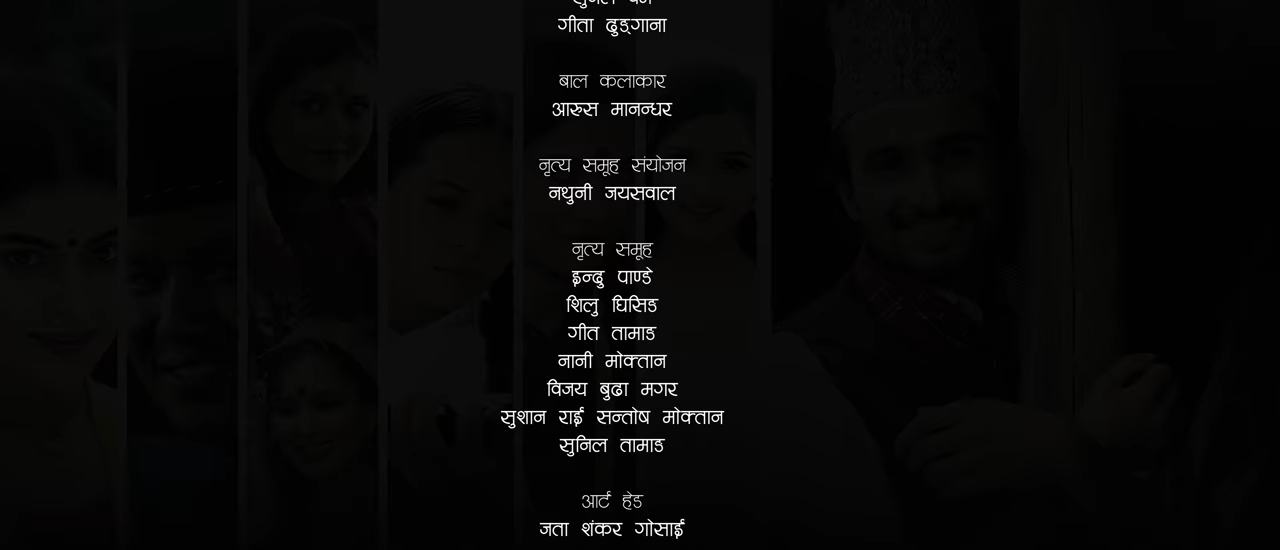 गीता ढुङ्गाना
बाल कलाकार
आरुस मानन्धर
नृत्य समूह संयोजन
नथुनी जयसवाल
नृत्य समूह
इन्दु पाण्डे
शिलु घिसिङ
गीत तामाङ
नानी मोक्तान
विजय बुढा मगर
सुशान राई सन्तोष मोक्तान
सुनिल तामाङ
आर्ट हेड
जता शंकर गोसाई